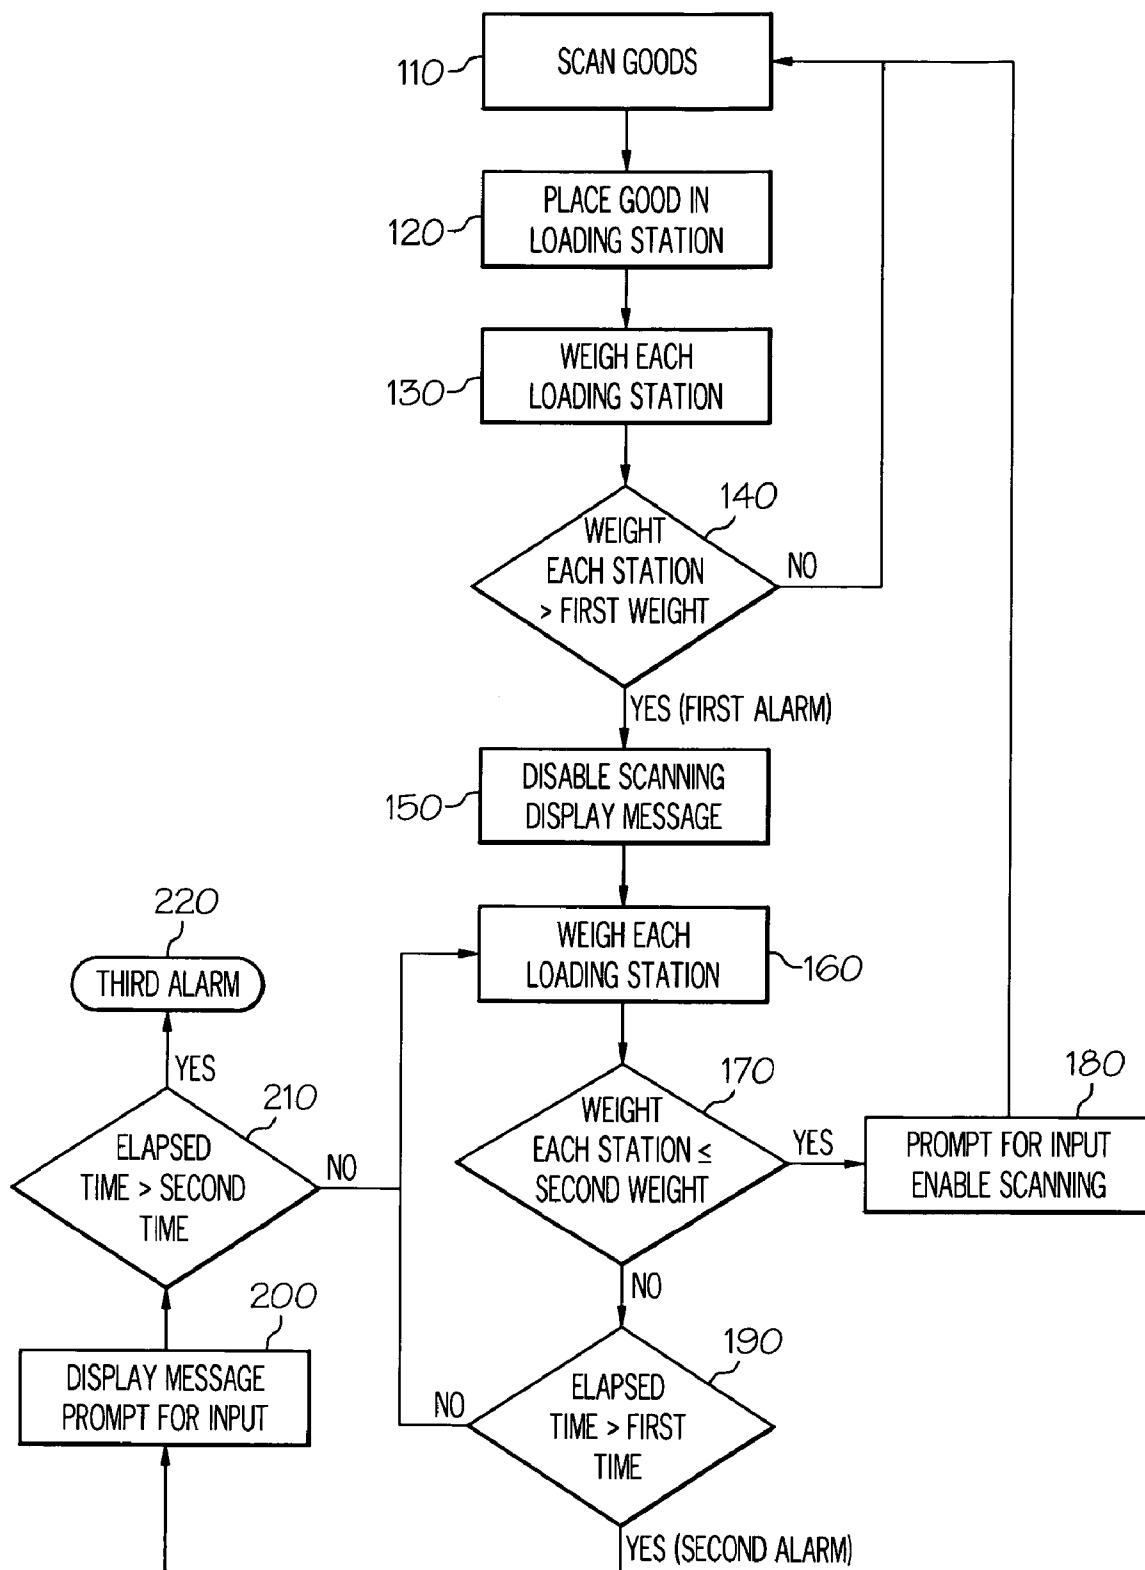 110
SCAN GOODS
120
PLACE GOOD IN
LOADING STATION
130
WEIGH EACH
LOADING STATION
140
WEIGHT
EACH STATION
> FIRST WEIGHT
NO
YES (FIRST ALARM)
150
DISABLE SCANNING
DISPLAY MESSAGE
160
WEIGH EACH
LOADING STATION
170
WEIGHT
EACH STATION ≤
SECOND WEIGHT
YES
180
PROMPT FOR INPUT
ENABLE SCANNING
NO
190
ELAPSED
TIME > FIRST
TIME
NO
YES (SECOND ALARM)
200
DISPLAY MESSAGE
PROMPT FOR INPUT
210
ELAPSED
TIME > SECOND
TIME
NO
YES
220
THIRD ALARM